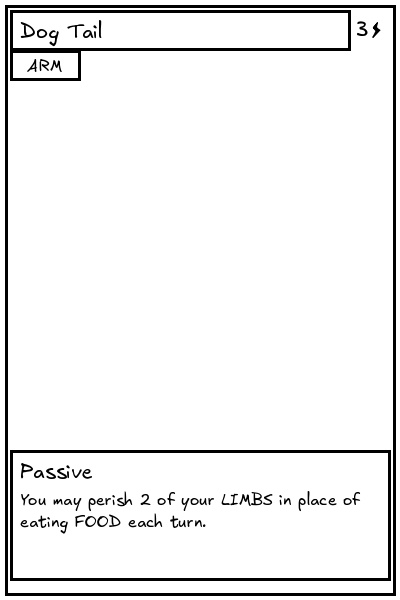 Dog Tail
3
ARM
Passive
You may perish 2 of your LIMBS in place of
eating FOOD each turn.